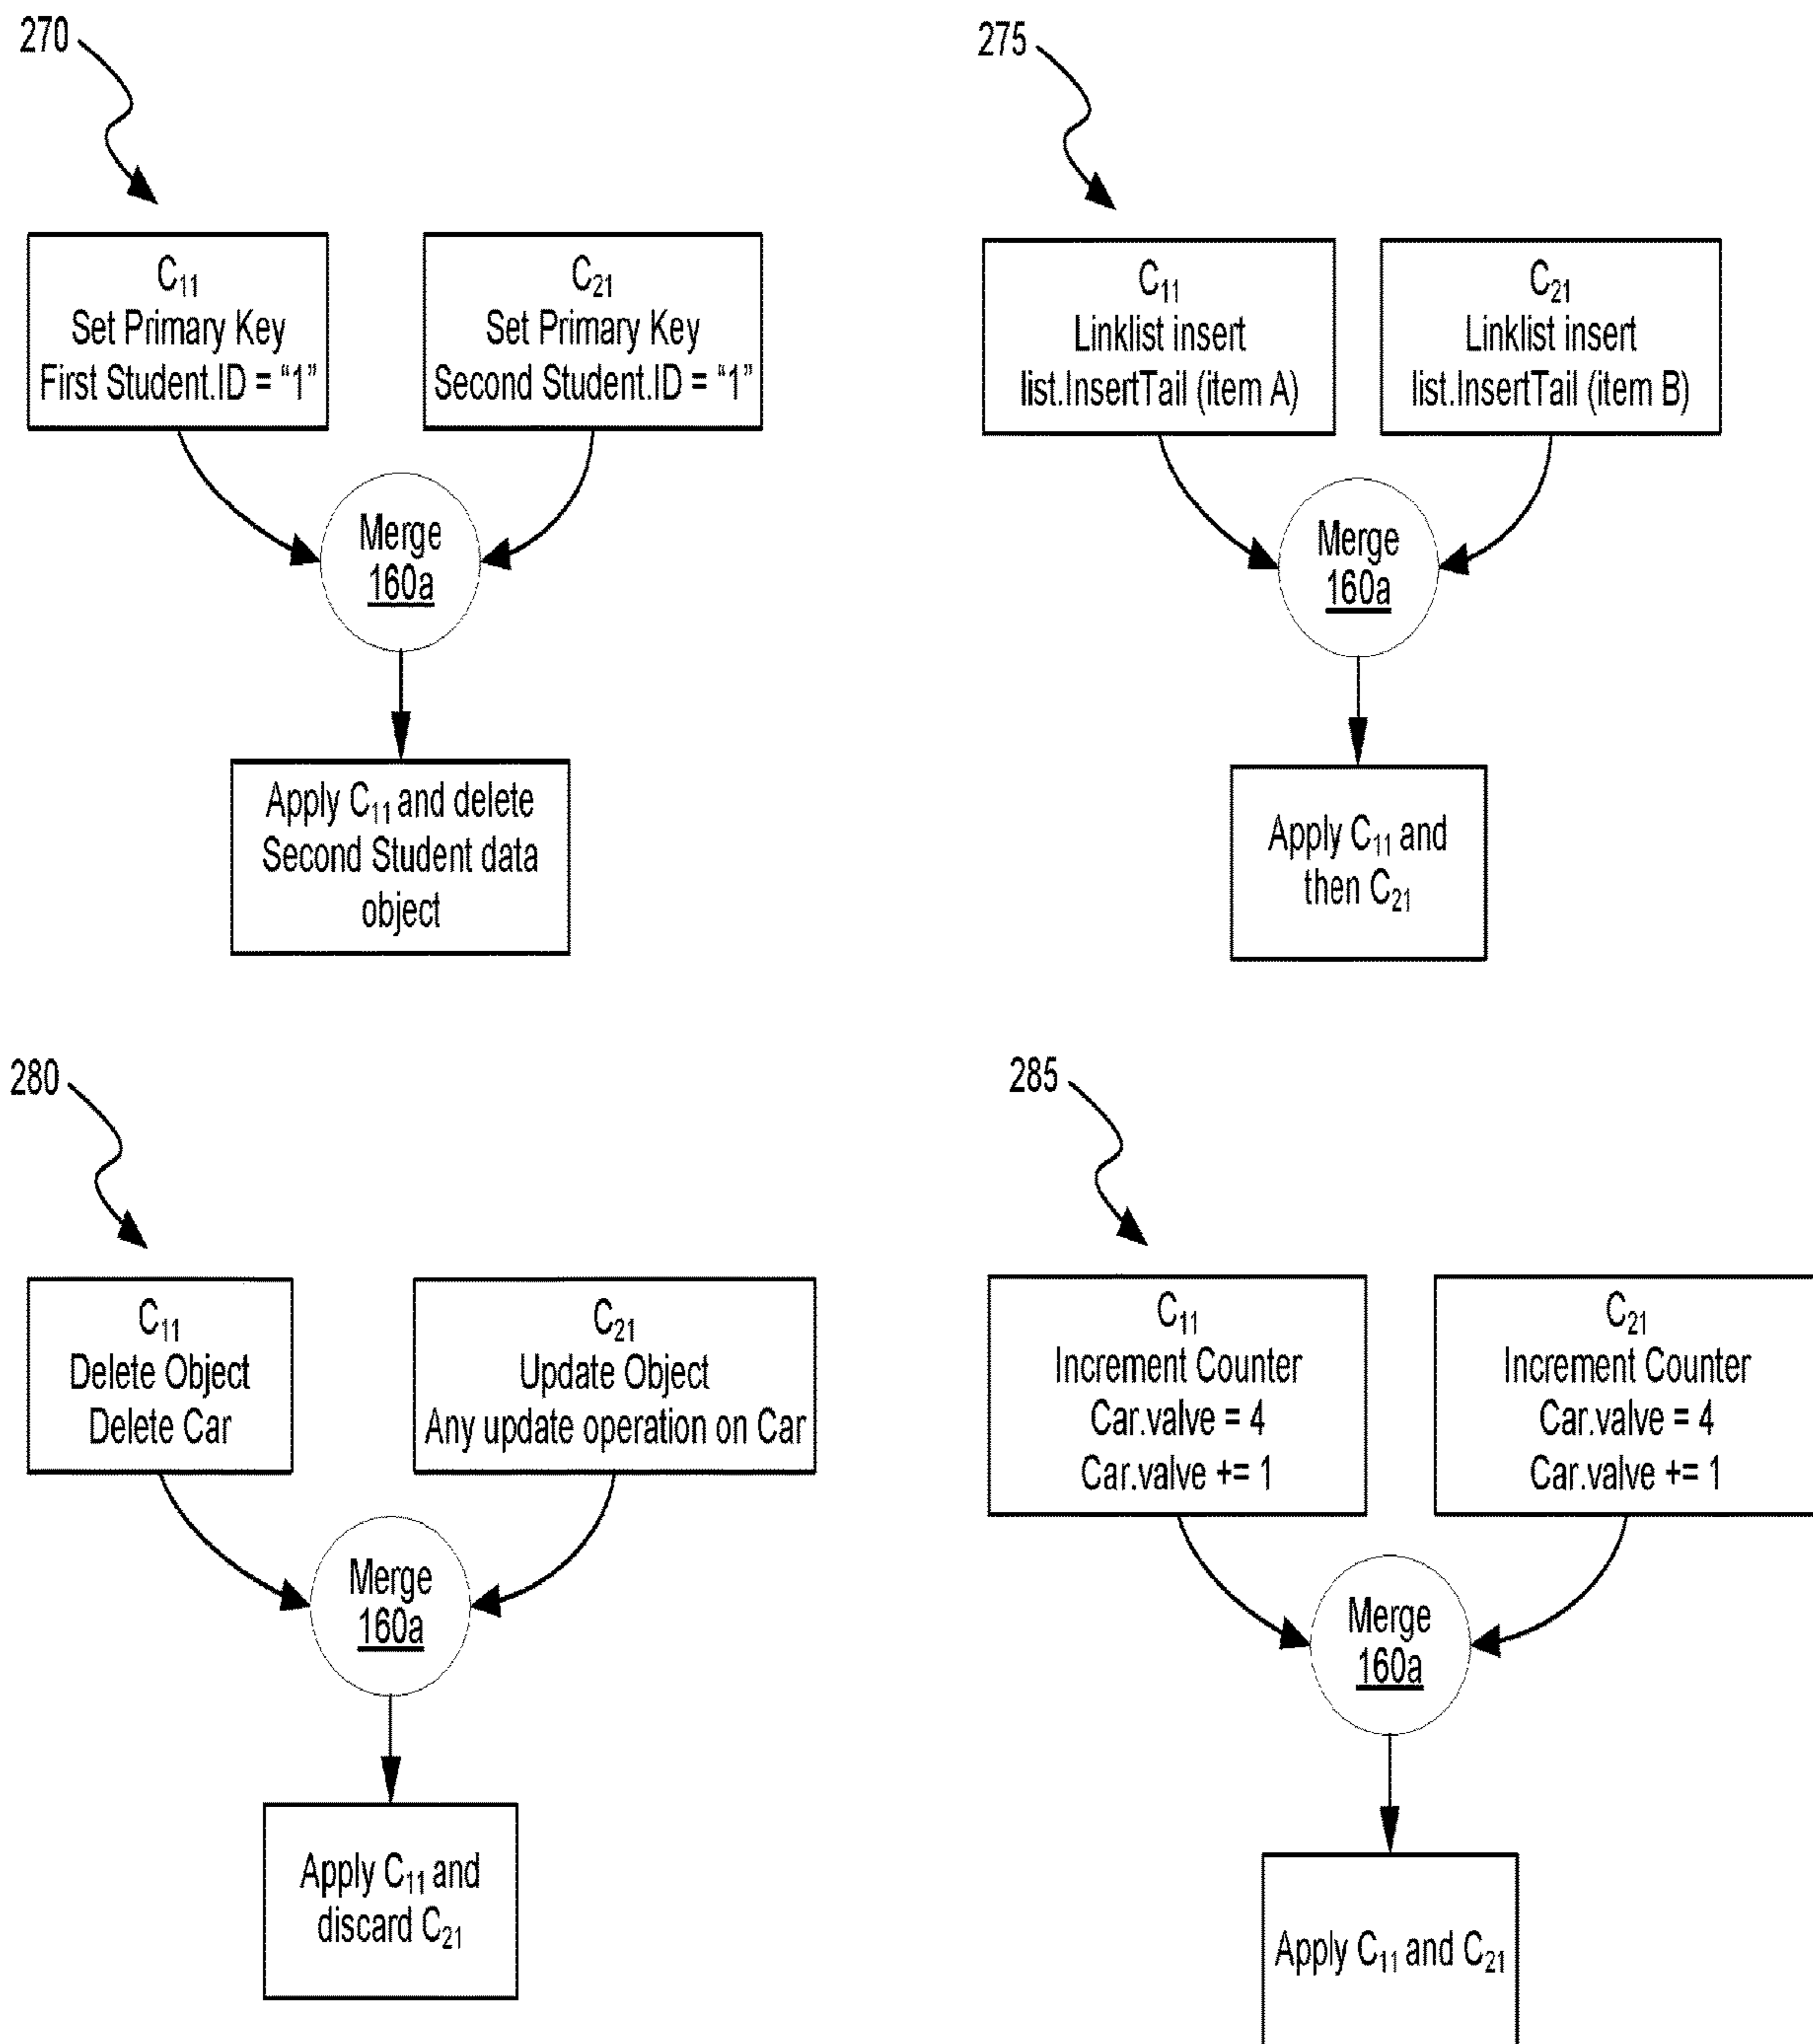 270
C₁₁
Set Primary Key
First Student.ID = “1”
C₂₁
Set Primary Key
Second Student.ID = “1”
Merge
160a
Apply C₁₁ and delete
Second Student data
object
275
C₁₁
Linklist insert
list.InsertTail (item A)
C₂₁
Linklist insert
list.InsertTail (item B)
Merge
160a
Apply C₁₁ and
then C₂₁
280
C₁₁
Delete Object
Delete Car
C₂₁
Update Object
Any update operation on Car
Merge
160a
Apply C₁₁ and
discard C₂₁
285
C₁₁
Increment Counter
Car.valve = 4
Car.valve += 1
C₂₁
Increment Counter
Car.valve = 4
Car.valve += 1
Merge
160a
Apply C₁₁ and C₂₁